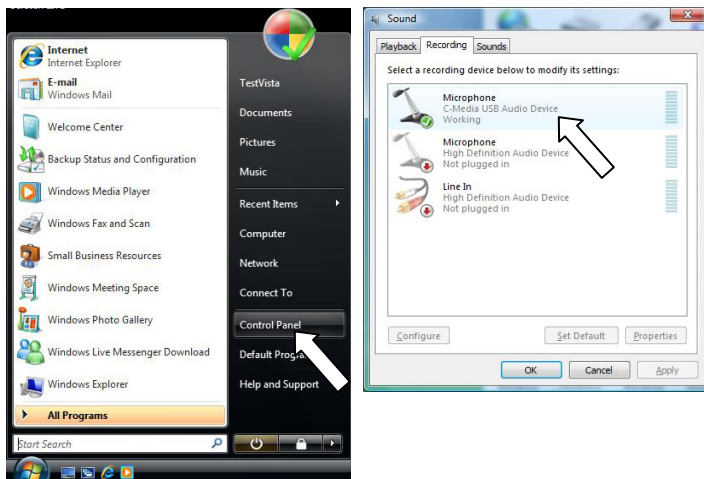 Internet
Internet Explorer
E-mail
Windows Mail
Welcome Center
Backup Status and Configuration
Windows Media Player
Windows Fax and Scan
Small Business Resources
Windows Meeting Space
Windows Photo Gallery
Windows Live Messenger Download
Windows Explorer
All Programs
Start Search
TestVista
Documents
Pictures
Music
Recent Items
Computer
Network
Connect To
Control Panel
Default
Help and Support
Sound
Playback Recording Sounds
Select a recording device below to modify its settings:
Microphone
C-Media USB Audio Device
Working
Microphone
High Definition Audio Device
Not plugged in
Line In
High Definition Audio Device
Not plugged in
Configure Set Default Properties
OK Cancel Apply